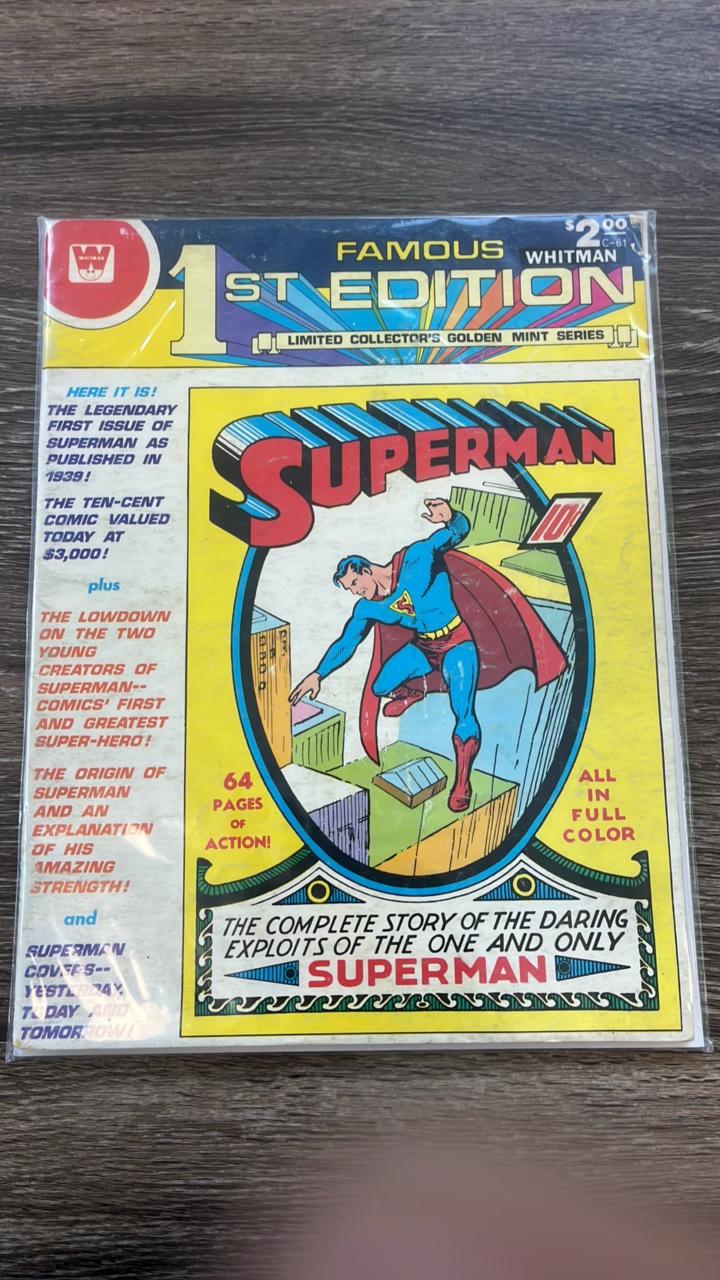 WHITMAN
FAMOUS
$2.00
C-61
WHITMAN
1ST EDITION
LIMITED COLLECTOR'S GOLDEN MINT SERIES
HERE IT IS!
THE LEGENDARY
FIRST ISSUE OF
SUPERMAN AS
PUBLISHED IN
1939!
THE TEN-CENT
COMIC VALUED
TODAY AT
$3,000!
plus
THE LOWDOWN
ON THE TWO
YOUNG
CREATORS OF
SUPERMAN--
COMICS' FIRST
AND GREATEST
SUPER-HERO!
THE ORIGIN OF
SUPERMAN
AND AN
EXPLANATION
OF HIS
AMAZING
STRENGTH!
and
SUPERMAN
COVERS--
YESTERDAY,
TODAY AND
TOMORROW!
SUPERMAN
10¢
S
64
PAGES
OF
ACTION!
ALL
IN
FULL
COLOR
THE COMPLETE STORY OF THE DARING
EXPLOITS OF THE ONE AND ONLY
SUPERMAN